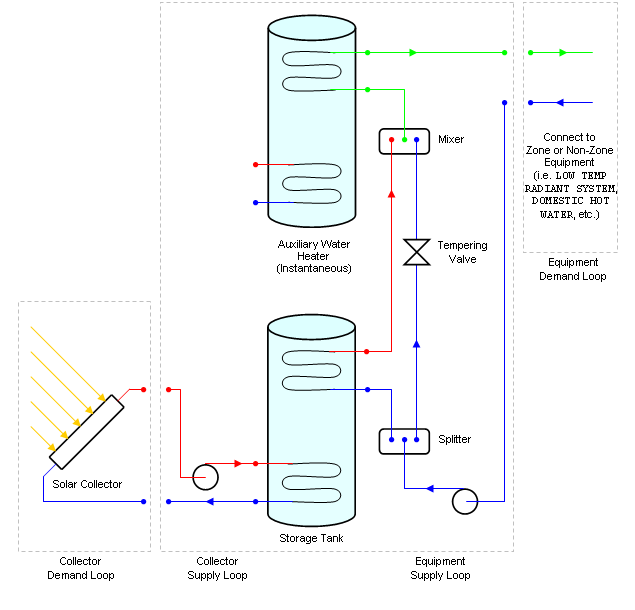 Mixer
Connect to
Zone or Non-Zone
Equipment
(i.e. LOW TEMP
RADIANT SYSTEM,
DOMESTIC HOT
WATER, etc.)
Auxiliary Water
Heater
(Instantaneous)
Tempering
Valve
Equipment
Demand Loop
Splitter
Solar Collector
Storage Tank
Collector
Demand Loop
Collector
Supply Loop
Equipment
Supply Loop